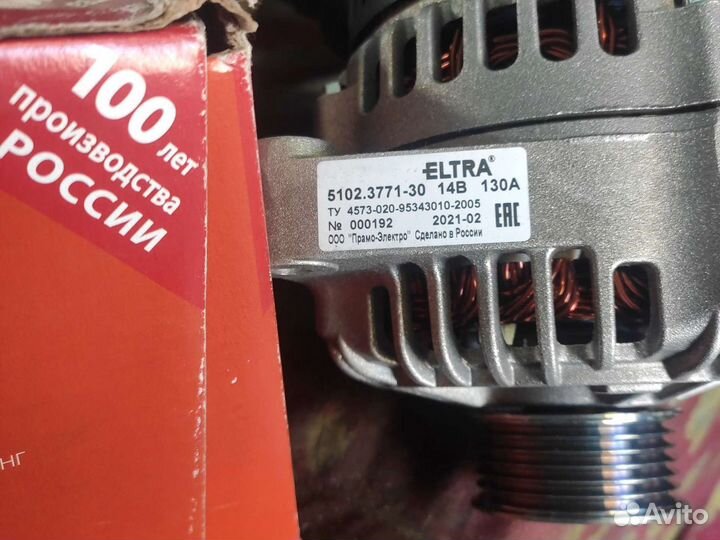 100 лет
производства
РОССИИ
НГ
ELTRA®
5102.3771-30 14В 130А
ТУ 4573-020-95343010-2005
№ 000192 2021-02
ООО "Прамо-Электро" Сделано в России
EAC
Avito